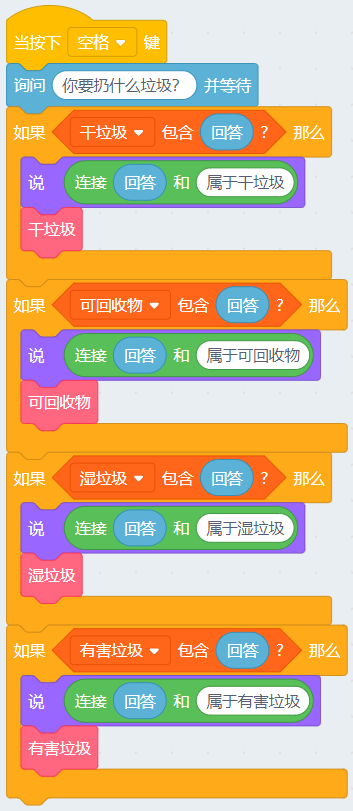 当按下 空格 键
询问 你要扔什么垃圾？ 并等待
如果 干垃圾 包含 回答 ？ 那么
说 连接 回答 和 属于干垃圾
干垃圾
如果 可回收物 包含 回答 ？ 那么
说 连接 回答 和 属于可回收物
可回收物
如果 湿垃圾 包含 回答 ？ 那么
说 连接 回答 和 属于湿垃圾
湿垃圾
如果 有害垃圾 包含 回答 ？ 那么
说 连接 回答 和 属于有害垃圾
有害垃圾